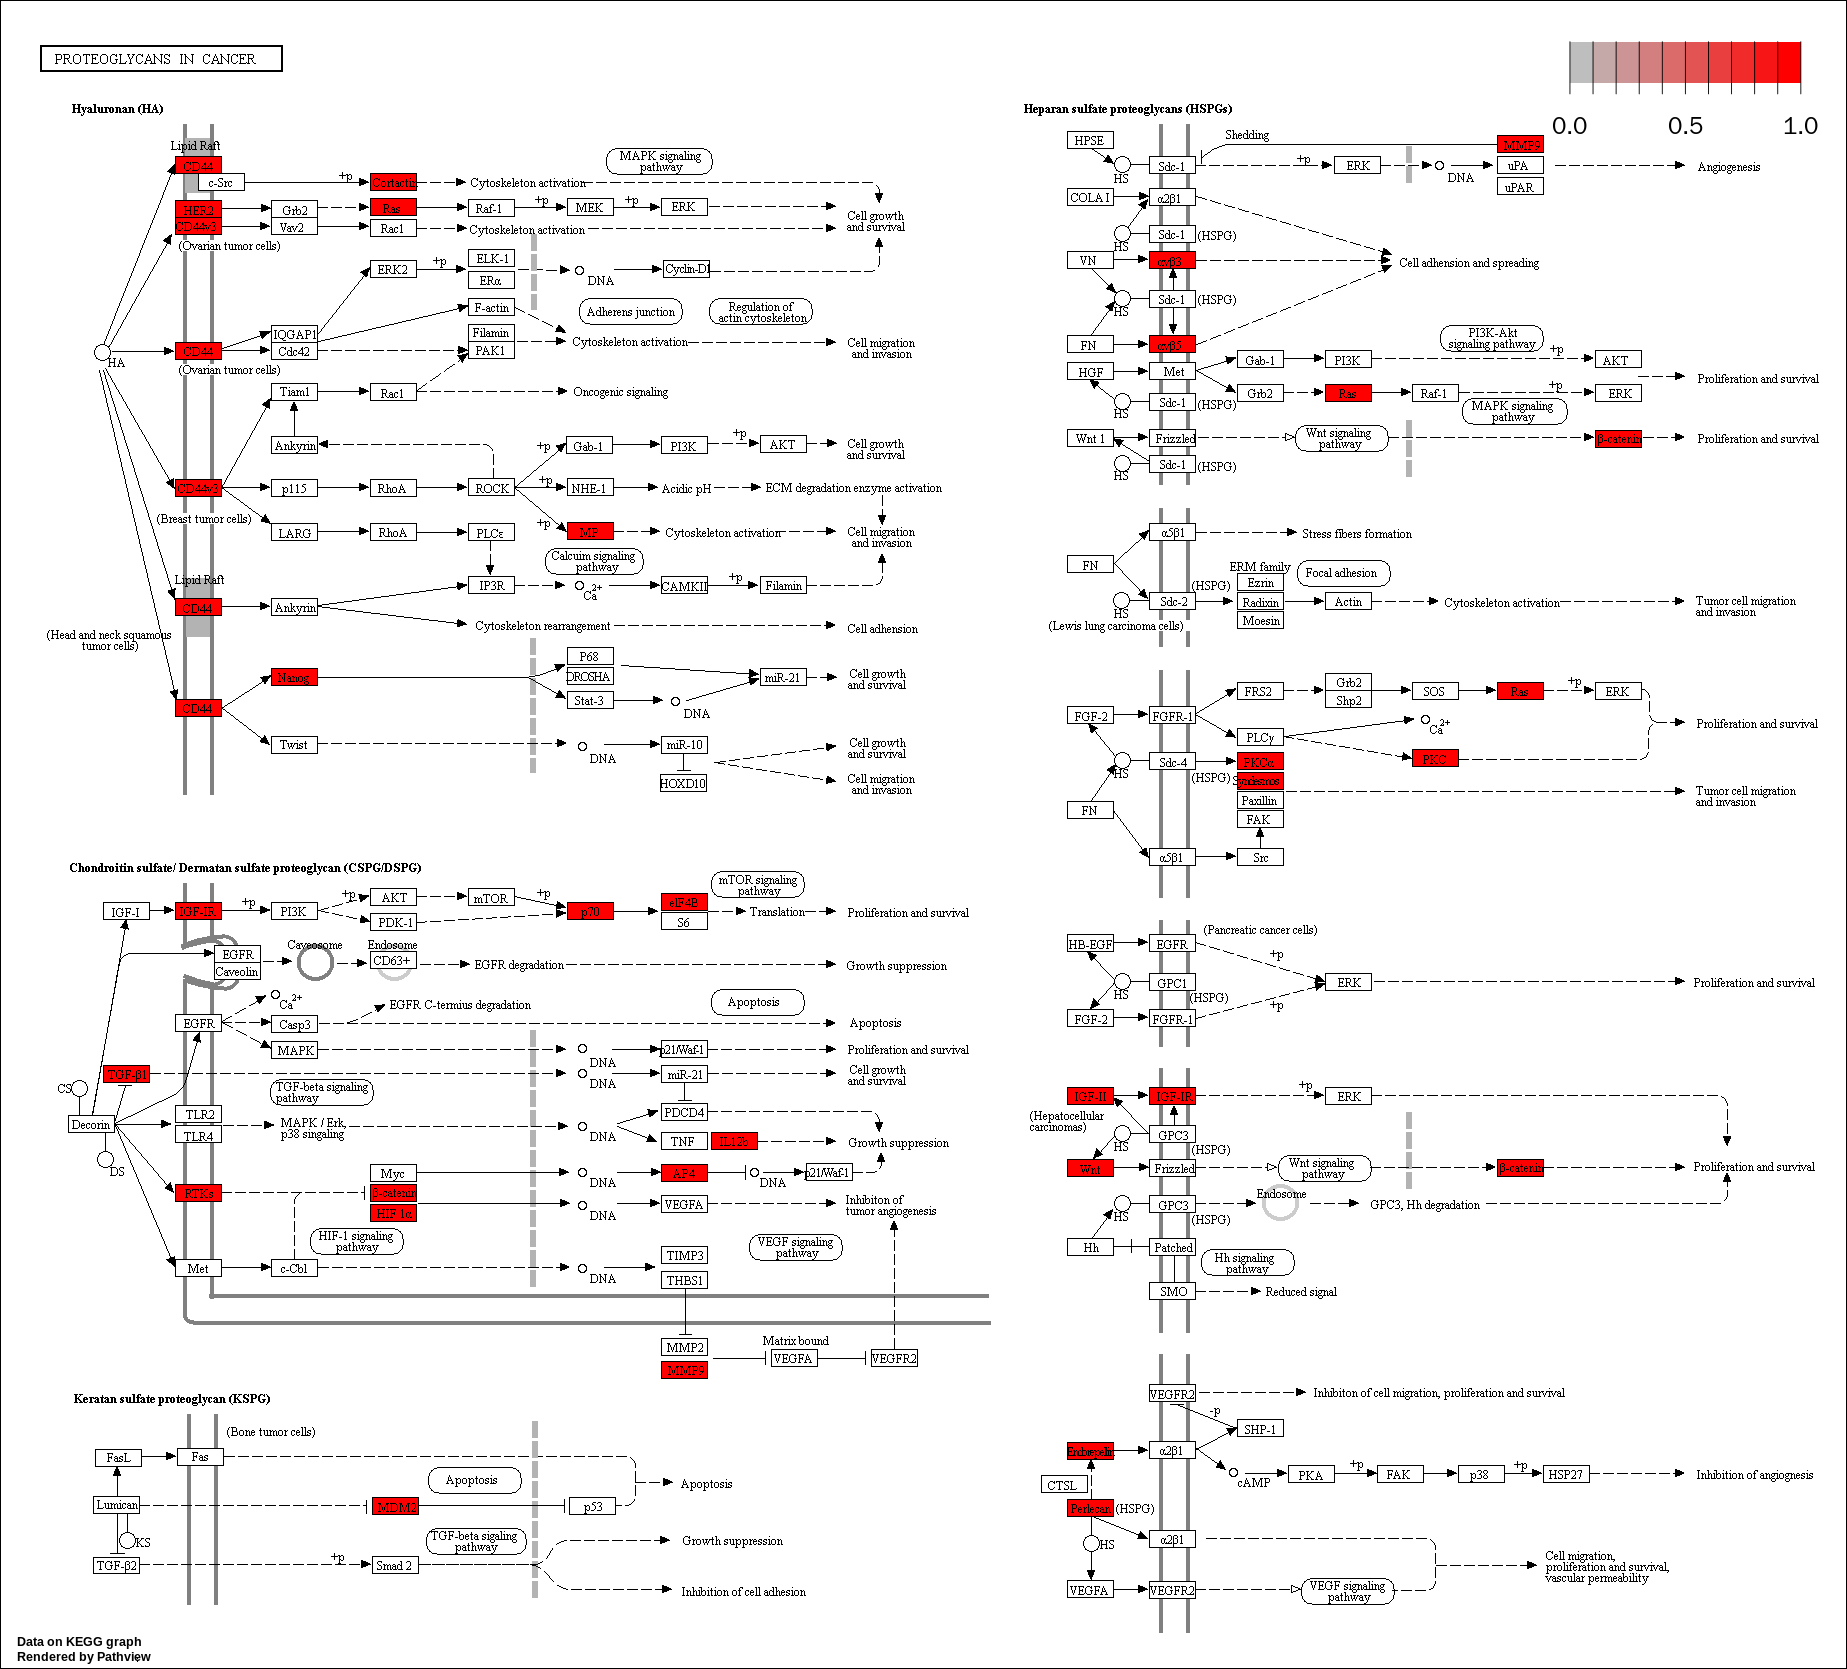 PROTEOGLYCANS IN CANCER
0.0 0.5 1.0
Hyaluronan (HA)
Lipid Raft
CD44
c-Src
+p
Cortactin
Cytoskeleton activation
MAPK signaling
pathway
HER2
Grb2
Ras
Raf-1
+p
MEK
+p
ERK
Cell growth
and survival
CD44v3
Vav2
Rac1
Cytoskeleton activation
(Ovarian tumor cells)
ERK2
+p
ELK-1
ERα
DNA
Cyclin-D1
F-actin
Adherens junction
Regulation of
actin cytoskeleton
HA
CD44
IQGAP1
Cdc42
Filamin
PAK1
Cytoskeleton activation
Cell migration
and invasion
(Ovarian tumor cells)
Tiam1
Rac1
Oncogenic signaling
Ankyrin
+p
Gab-1
PI3K
+p
AKT
Cell growth
and survival
CD44v3
p115
RhoA
ROCK
+p
NHE-1
Acidic pH
ECM degradation enzyme activation
(Breast tumor cells)
LARG
RhoA
PLCε
+p
MP
Cytoskeleton activation
Cell migration
and invasion
Calcuim signaling
pathway
Lipid Raft
CD44
Ankyrin
IP3R
Ca2+
CAMKII
+p
Filamin
Cytoskeleton rearrangement
Cell adhesion
(Head and neck squamous
tumor cells)
Nanog
P68
DROSHA
Stat-3
DNA
miR-21
Cell growth
and survival
CD44
Twist
DNA
miR-10
HOXD10
Cell growth
and survival
Cell migration
and invasion
Chondroitin sulfate/ Dermatan sulfate proteoglycan (CSPG/DSPG)
IGF-I
IGF-IR
+p
PI3K
+p
AKT
PDK-1
mTOR
+p
p70
eIF4B
S6
mTOR signaling
pathway
Translation
Proliferation and survival
EGFR
Caveolin
Caveosome
Endosome
CD63+
EGFR degradation
Growth suppression
Ca2+
EGFR C-termius degradation
Apoptosis
EGFR
Casp3
Apoptosis
MAPK
DNA
p21/Waf-1
Proliferation and survival
TGF-β1
DNA
miR-21
Cell growth
and survival
CS
TGF-beta signaling
pathway
Decorin
TLR2
TLR4
MAPK / Erk,
p38 singaling
DNA
PDCD4
TNF
IL12b
Growth suppression
DS
Myc
DNA
AP4
DNA
p21/Waf-1
RTKs
β-catenin
HIF-1α
DNA
VEGFA
Inhibiton of
tumor angiogenesis
HIF-1 signaling
pathway
VEGF signaling
pathway
Met
c-Cbl
DNA
TIMP3
THBS1
MMP2
MMP9
Matrix bound
VEGFA
VEGFR2
Keratan sulfate proteoglycan (KSPG)
(Bone tumor cells)
FasL
Fas
Apoptosis
Apoptosis
Lumican
MDM2
p53
KS
TGF-beta sigaling
pathway
Growth suppression
TGF-β2
+p
Smad 2
Inhibition of cell adhesion
Heparan sulfate proteoglycans (HSPGs)
HPSE
HS
Sdc-1
Shedding
+p
ERK
DNA
MMP9
uPA
uPAR
Angiogenesis
COLA1
α2β1
HS
Sdc-1
(HSPG)
VN
αvβ3
Cell adhesion and spreading
HS
Sdc-1
(HSPG)
FN
αvβ5
PI3K-Akt
signaling pathway
HGF
Met
Gab-1
PI3K
+p
AKT
Proliferation and survival
HS
Sdc-1
(HSPG)
Grb2
Ras
Raf-1
+p
ERK
MAPK signaling
pathway
Wnt 1
Frizzled
Wnt signaling
pathway
β-catenin
Proliferation and survival
HS
Sdc-1
(HSPG)
α5β1
Stress fibers formation
FN
(HSPG)
ERM family
Ezrin
Radixin
Moesin
Focal adhesion
HS
Sdc-2
Actin
Cytoskeleton activation
Tumor cell migration
and invasion
(Lewis lung carcinoma cells)
FGF-2
FGFR-1
FRS2
Grb2
Shp2
SOS
Ras
+p
ERK
Proliferation and survival
PLCγ
Ca2+
PKC
HS
Sdc-4
(HSPG)
PKCα
Syndesmos
Paxillin
FAK
Tumor cell migration
and invasion
FN
α5β1
Src
(Pancreatic cancer cells)
HB-EGF
EGFR
+p
HS
GPC1
(HSPG)
ERK
Proliferation and survival
FGF-2
FGFR-1
+p
IGF-II
IGF-IR
+p
ERK
(Hepatocellular
carcinomas)
HS
GPC3
(HSPG)
Wnt
Frizzled
Wnt signaling
pathway
β-catenin
Proliferation and survival
HS
GPC3
(HSPG)
Endosome
GPC3, Hh degradation
Hh
Patched
Hh signaling
pathway
SMO
Reduced signal
VEGFR2
Inhibiton of cell migration, proliferation and survival
-p
SHP-1
Endorepelin
α2β1
cAMP
PKA
+p
FAK
p38
+p
HSP27
Inhibition of angiognesis
CTSL
Perlecan
(HSPG)
HS
α2β1
Cell migration,
proliferation and survival,
vascular permeability
VEGFA
VEGFR2
VEGF signaling
pathway
Data on KEGG graph
Rendered by Pathview